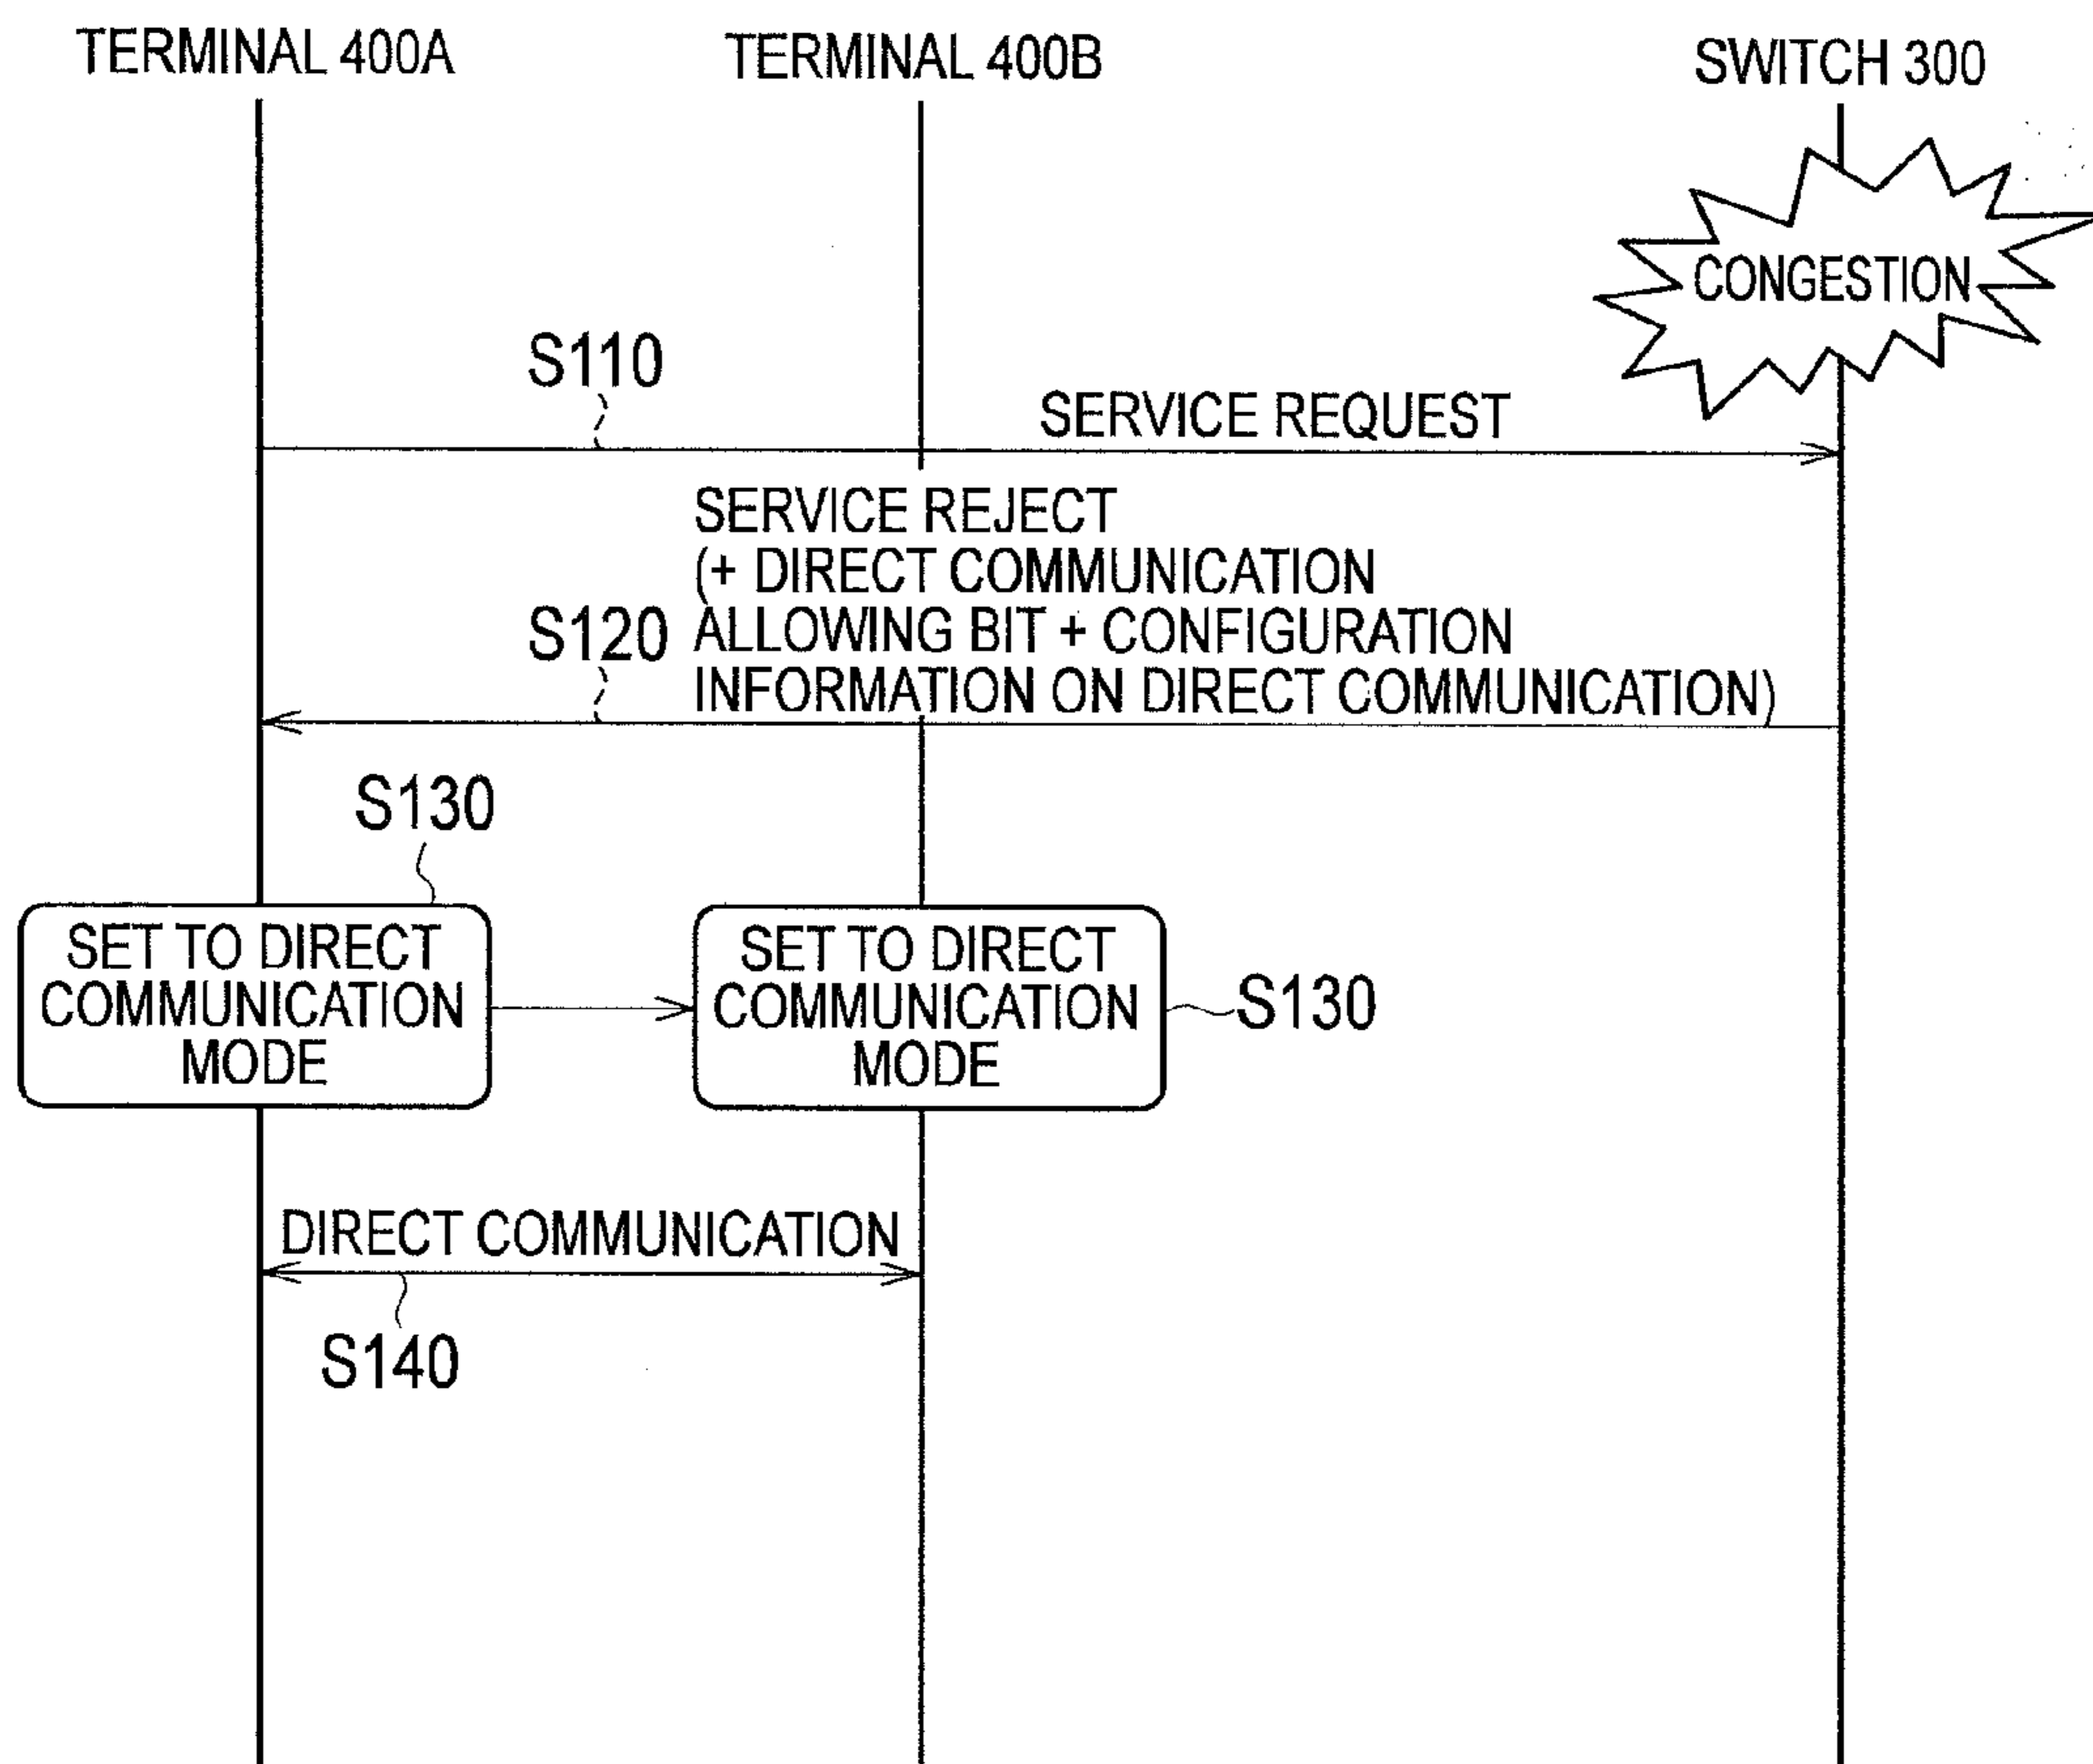 TERMINAL 400A
TERMINAL 400B
SWITCH 300
CONGESTION
S110
SERVICE REQUEST
SERVICE REJECT
(+ DIRECT COMMUNICATION
ALLOWING BIT + CONFIGURATION
INFORMATION ON DIRECT COMMUNICATION)
S120
S130
SET TO DIRECT
COMMUNICATION
MODE
SET TO DIRECT
COMMUNICATION
MODE
S130
DIRECT COMMUNICATION
S140